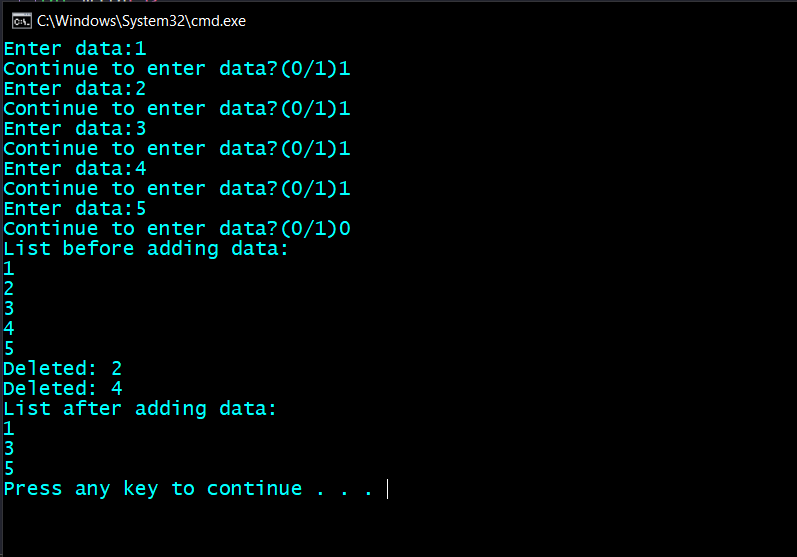 C:\Windows\System32\cmd.exe
Enter data:1
Continue to enter data?(0/1)1
Enter data:2
Continue to enter data?(0/1)1
Enter data:3
Continue to enter data?(0/1)1
Enter data:4
Continue to enter data?(0/1)1
Enter data:5
Continue to enter data?(0/1)0
List before adding data:
1
2
3
4
5
Deleted: 2
Deleted: 4
List after adding data:
1
3
5
Press any key to continue . . .